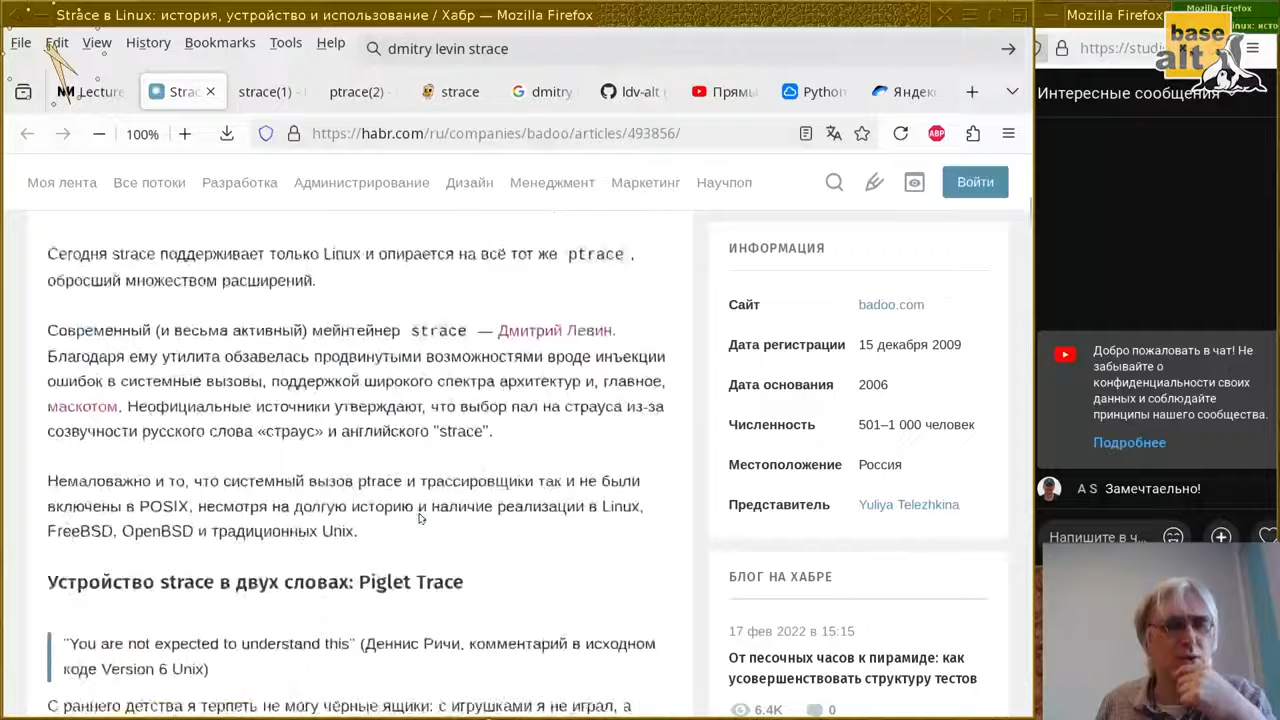 Strace в Linux: история, устройство и использование / Хабр — Mozilla Firefox
File Edit View History Bookmarks Tools Help
dmitry levin strace
Lecture
Strac
strace(1) -
ptrace(2) -
strace
dmitry
ldv-alt (
Прямы
Python
Яндекс
100%
https://habr.com/ru/companies/badoo/articles/493856/
Моя лента Все потоки Разработка Администрирование Дизайн Менеджмент Маркетинг Научпоп
Войти
Сегодня strace поддерживает только Linux и опирается на всё тот же ptrace ,
обросший множеством расширений.
Современный (и весьма активный) мейнтейнер strace — Дмитрий Левин.
Благодаря ему утилита обзавелась продвинутыми возможностями вроде инъекции
ошибок в системные вызовы, поддержкой широкого спектра архитектур и, главное,
маскотом. Неофициальные источники утверждают, что выбор пал на страуса из-за
созвучности русского слова «страус» и английского "strace".
Немаловажно и то, что системный вызов ptrace и трассировщики так и не были
включены в POSIX, несмотря на долгую историю и наличие реализации в Linux,
FreeBSD, OpenBSD и традиционных Unix.
Устройство strace в двух словах: Piglet Trace
"You are not expected to understand this" (Деннис Ричи, комментарий в исходном
коде Version 6 Unix)
С раннего детства я терпеть не могу чёрные ящики: с игрушками я не играл, а
ИНФОРМАЦИЯ
Сайт badoo.com
Дата регистрации 15 декабря 2009
Дата основания 2006
Численность 501–1 000 человек
Местоположение Россия
Представитель Yuliya Telezhkina
БЛОГ НА ХАБРЕ
17 фев 2022 в 15:15
От песочных часов к пирамиде: как
усовершенствовать структуру тестов
6.4K 0
Mozilla Firefox
Mozilla Firefox
inux: исто
base
alt
https://studi
Интересные сообщения
Добро пожаловать в чат! Не
забывайте о
конфиденциальности своих
данных и соблюдайте
принципы нашего сообщества.
Подробнее
A S Замечтаельно!
Напишите в ч...